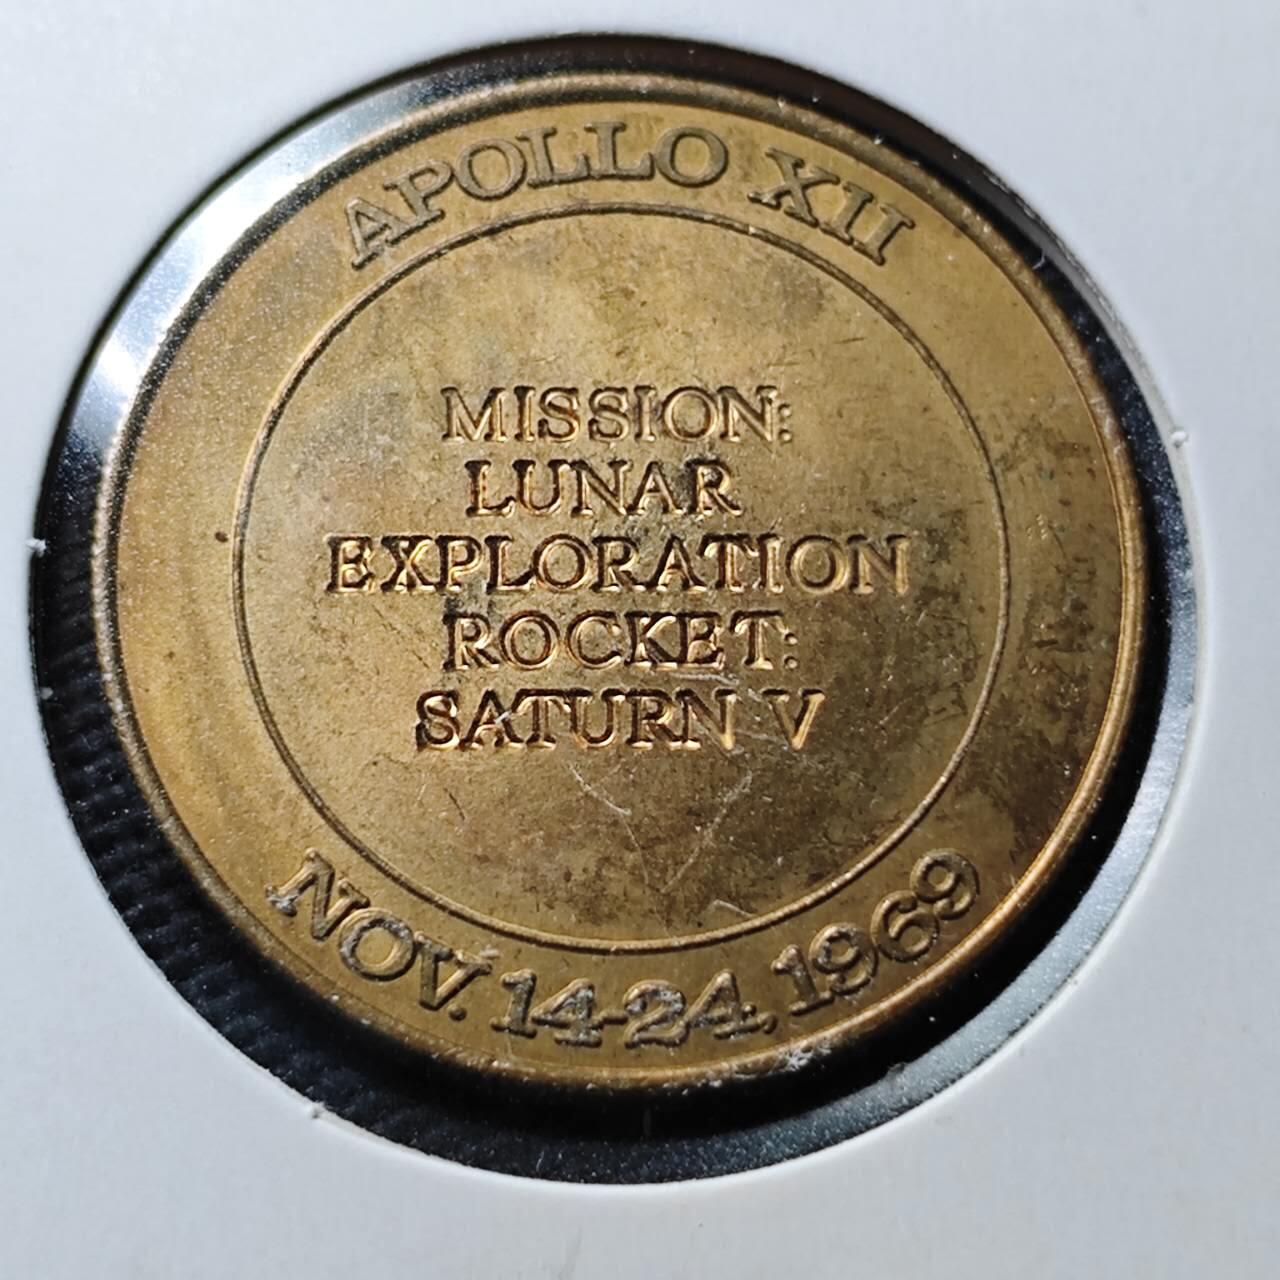 APOLLO XII
MISSION:
LUNAR
EXPLORATION
ROCKET:
SATURN V
NOV. 14-24, 1969